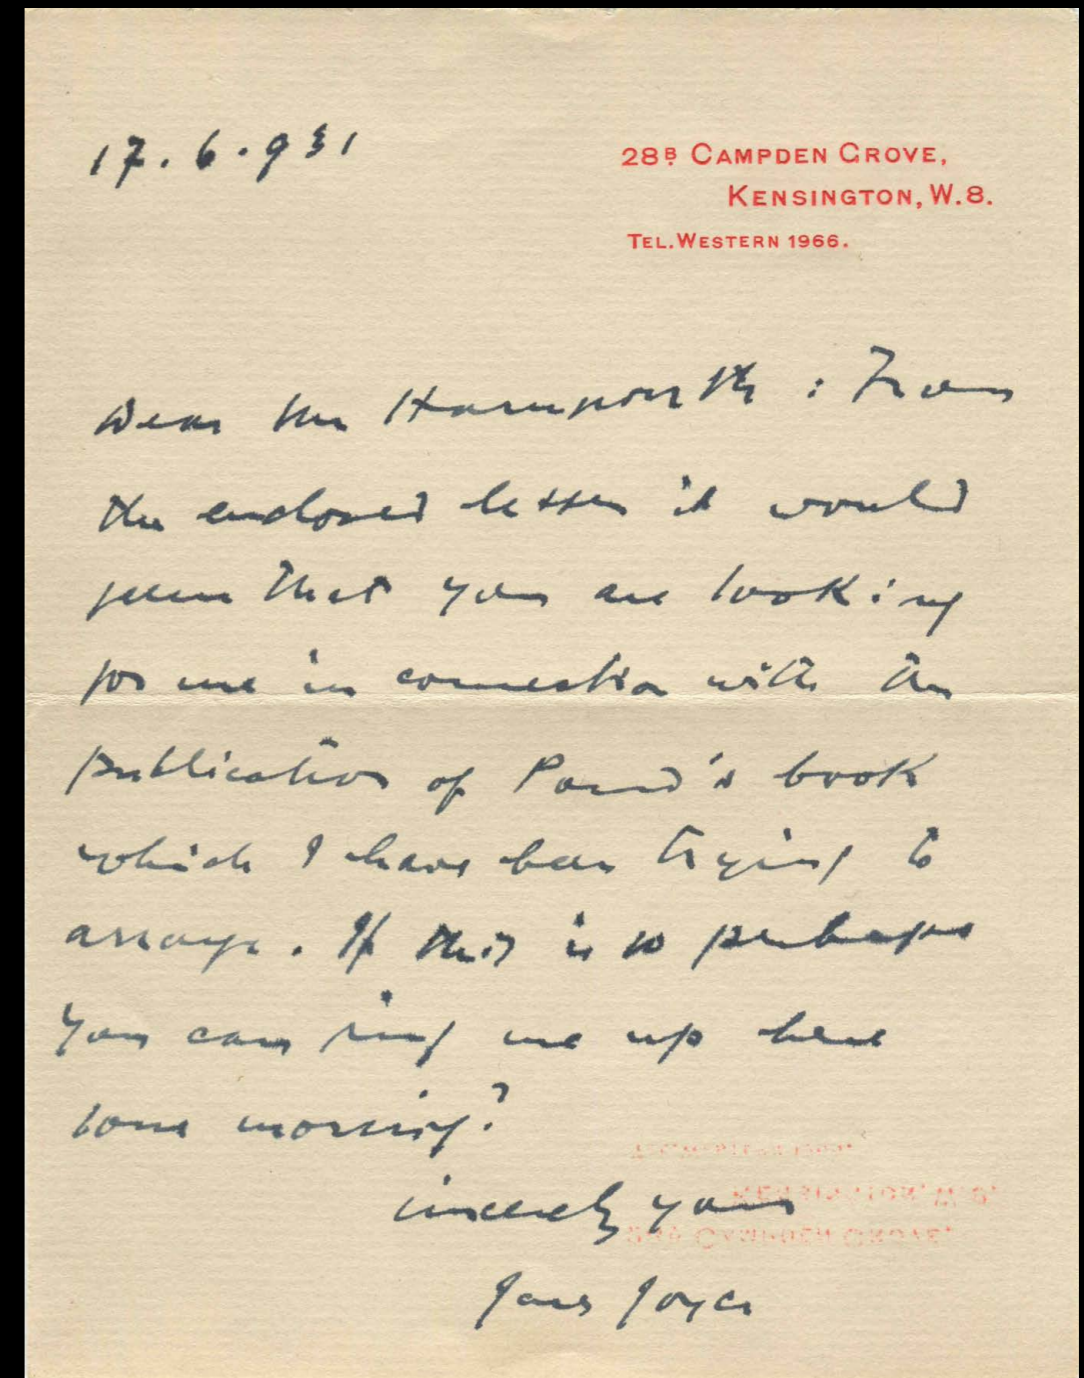 17.6.931
28B CAMPDEN GROVE,
KENSINGTON, W.8.
TEL. WESTERN 1966.
Dear Mr Harmsworth : From
the enclosed letter it would
seem that you are looking
for me in connection with the
publication of Pound's book
which I have been trying to
arrange. If this is so perhaps
you can ring me up here
some morning?
sincerely yours
James Joyce